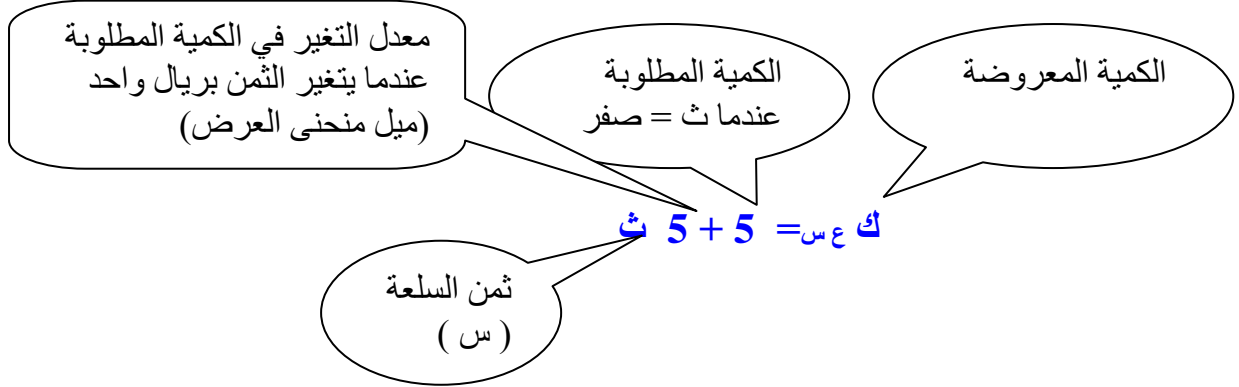 الكمية المعروضة
الكمية المطلوبة
عندما ث = صفر
معدل التغير في الكمية المطلوبة
عندما يتغير الثمن بريال واحد
(ميل منحنى العرض)
ك ع س= 5 + 5 ث
ثمن السلعة
( س )